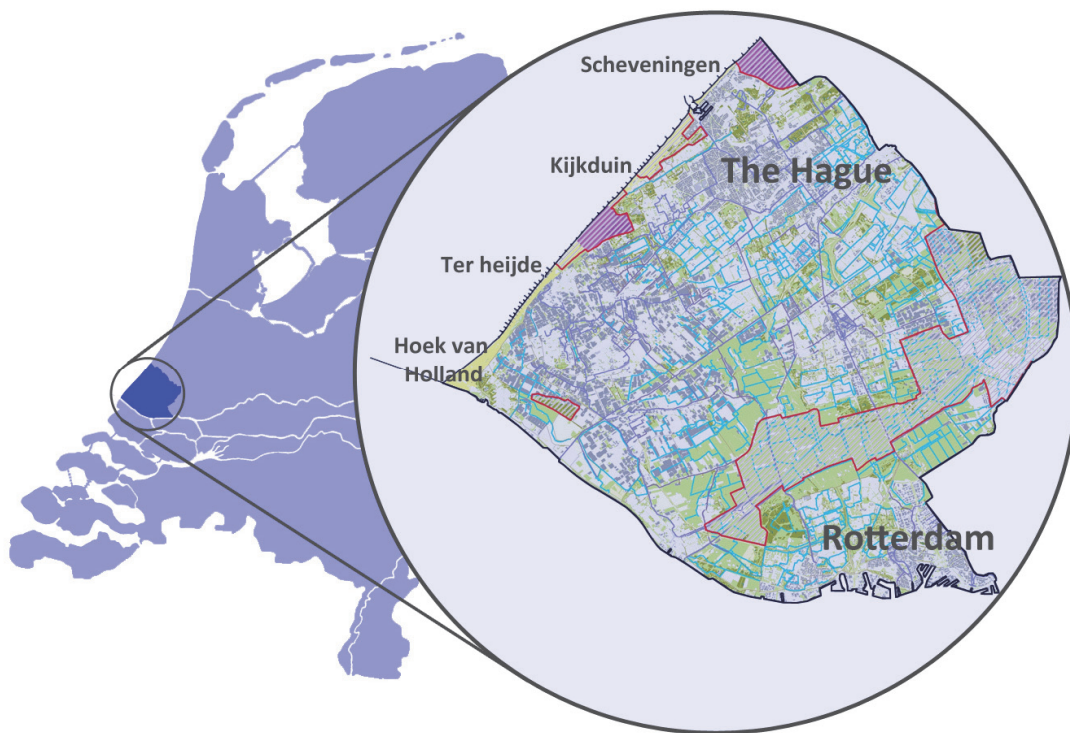 Scheveningen
Kijkduin
The Hague
Ter heijde
Hoek van
Holland
Rotterdam